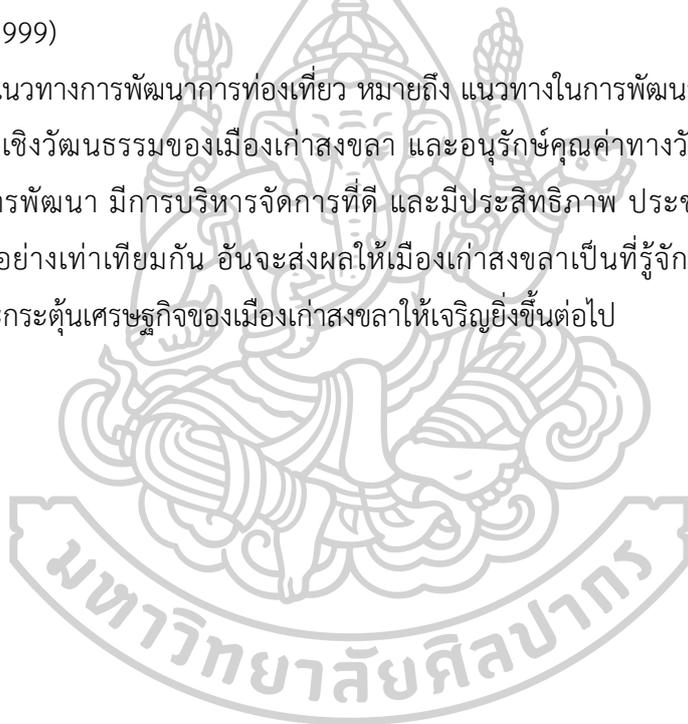 999)
แนวทางการพัฒนาการท่องเที่ยว หมายถึง แนวทางในการพัฒน
เชิงวัฒนธรรมของเมืองเก่าสงขลา และอนุรักษ์คุณค่าทางวั
ารพัฒนา มีการบริหารจัดการที่ดี และมีประสิทธิภาพ ประช
อย่างเท่าเทียมกัน อันจะส่งผลให้เมืองเก่าสงขลาเป็นที่รู้จัก
ะกระตุ้นเศรษฐกิจของเมืองเก่าสงขลาให้เจริญยิ่งขึ้นต่อไป
มหาวิทยาลัยศิลปากร